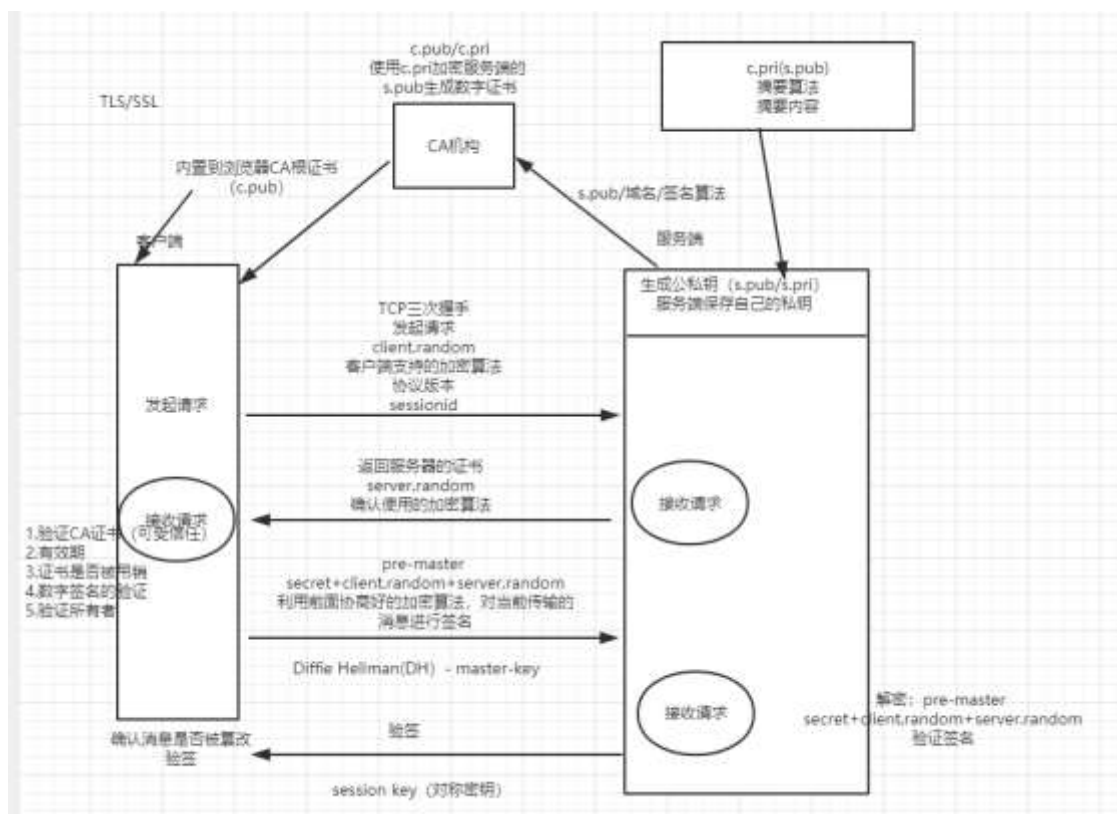 c.pub/c.pri
使用c.pri加密服务端的
s.pub生成数字证书
c.pri(s.pub)
摘要算法
摘要内容
TLS/SSL
CA机构
内置到浏览器CA根证书
(c.pub)
s.pub/域名/签名算法
客户端
服务端
生成公私钥（s.pub/s.pri）
服务端保存自己的私钥
TCP三次握手
发起请求
client.random
客户端支持的加密算法
协议版本
sessionid
发起请求
返回服务器的证书
server.random
确认使用的加密算法
接收请求
接收请求
1.验证CA证书（可受信任）
2.有效期
3.证书是否被吊销
4.数字签名的验证
5.验证所有者
pre-master
secret+client.random+server.random
利用前面协商好的加密算法，对当前传输的
消息进行签名
Diffie Hellman(DH）- master-key
接收请求
解密：pre-master
secret+client.random+server.random
验证签名
确认消息是否被篡改
验签
验签
session key（对称密钥）